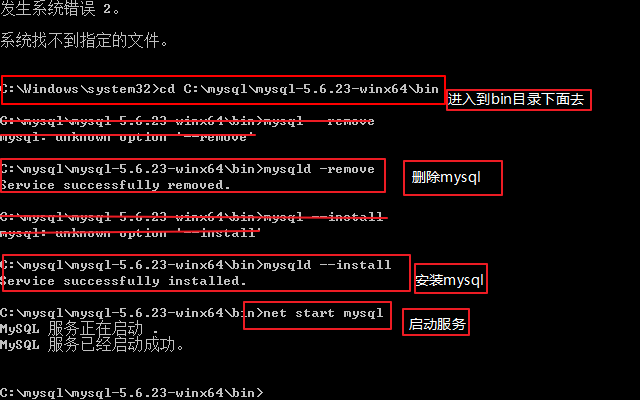 发生系统错误 2。
系统找不到指定的文件。
C:\Windows\system32>cd C:\mysql\mysql-5.6.23-winx64\bin
进入到bin目录下面去
C:\mysql\mysql-5.6.23-winx64\bin>mysql --remove
mysql: unknown option '--remove'
C:\mysql\mysql-5.6.23-winx64\bin>mysqld -remove
Service successfully removed.
删除mysql
C:\mysql\mysql-5.6.23-winx64\bin>mysql --install
mysql: unknown option '--install'
C:\mysql\mysql-5.6.23-winx64\bin>mysqld --install
Service successfully installed.
安装mysql
C:\mysql\mysql-5.6.23-winx64\bin>net start mysql
MySQL 服务正在启动 .
MySQL 服务已经启动成功。
启动服务
C:\mysql\mysql-5.6.23-winx64\bin>